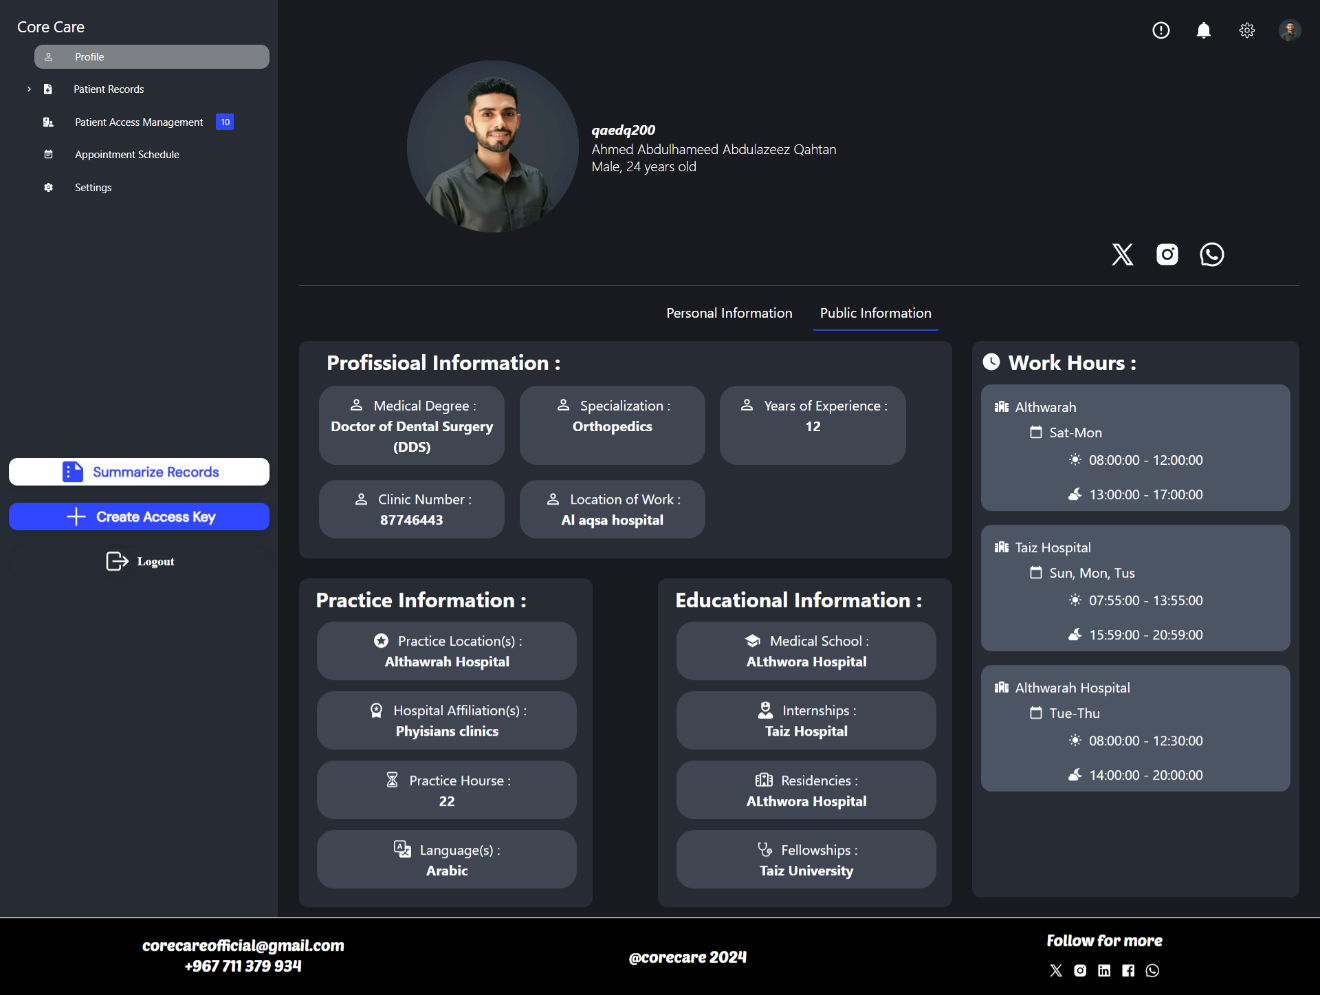 Core Care
Profile
Patient Records
Patient Access Management 10
Appointment Schedule
Settings
Summarize Records
Create Access Key
Logout
qaedq200
Ahmed Abdulhameed Abdulazeez Qahtan
Male, 24 years old
Personal Information
Public Information
Profissioal Information :
Medical Degree :
Doctor of Dental Surgery
(DDS)
Specialization :
Orthopedics
Years of Experience :
12
Clinic Number :
87746443
Location of Work :
Al aqsa hospital
Practice Information :
Practice Location(s) :
Althawrah Hospital
Hospital Affiliation(s) :
Phyisians clinics
Practice Hourse :
22
Language(s) :
Arabic
Educational Information :
Medical School :
ALthwora Hospital
Internships :
Taiz Hospital
Residencies :
ALthwora Hospital
Fellowships :
Taiz University
Work Hours :
Althwarah
Sat-Mon
08:00:00 - 12:00:00
13:00:00 - 17:00:00
Taiz Hospital
Sun, Mon, Tus
07:55:00 - 13:55:00
15:59:00 - 20:59:00
Althwarah Hospital
Tue-Thu
08:00:00 - 12:30:00
14:00:00 - 20:00:00
corecareofficial@gmail.com
+967 711 379 934
@corecare 2024
Follow for more